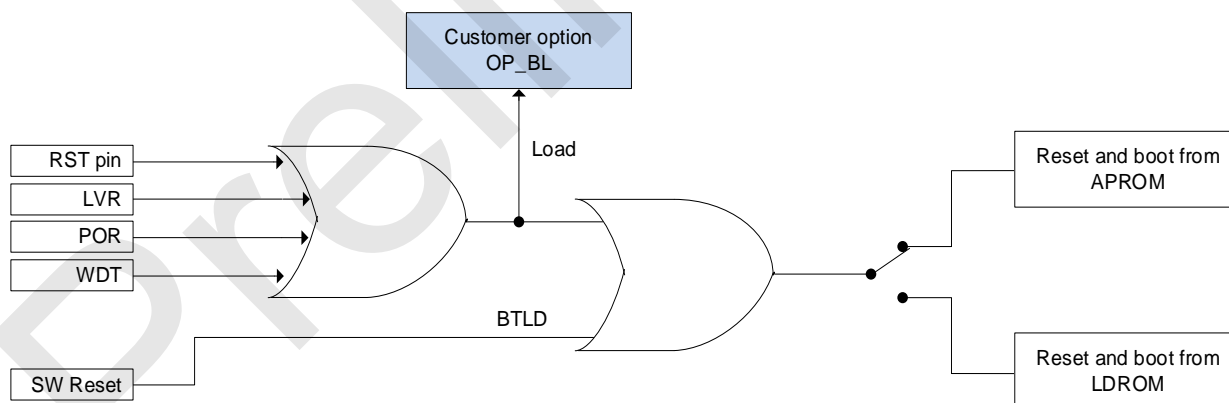 Customer option
OP_BL
Load
RST pin
LVR
POR
WDT
BTLD
SW Reset
Reset and boot from
APROM
Reset and boot from
LDROM